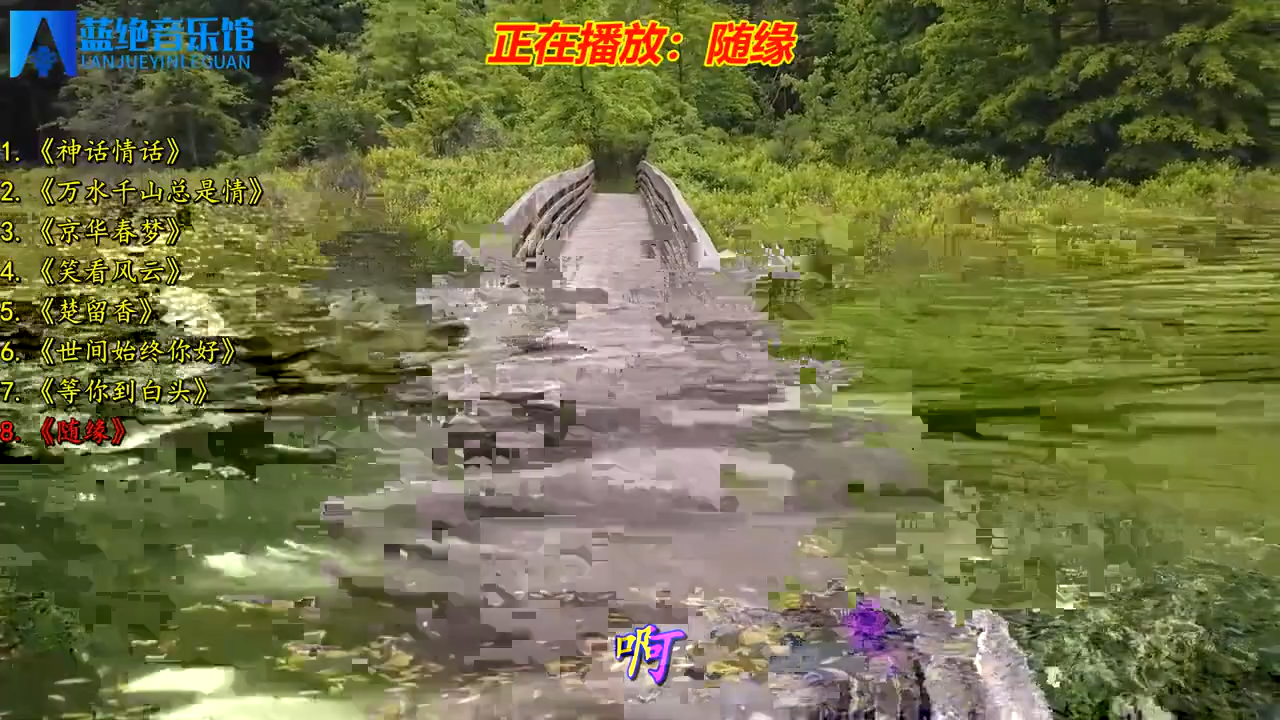 蓝绝音乐馆
LANJUEYINLEGUAN
正在播放：随缘
1.《神话情话》
2.《万水千山总是情》
3.《京华春梦》
4.《笑看风云》
5.《楚留香》
6.《世间始终你好》
7.《等你到白头》
8.《随缘》
啊